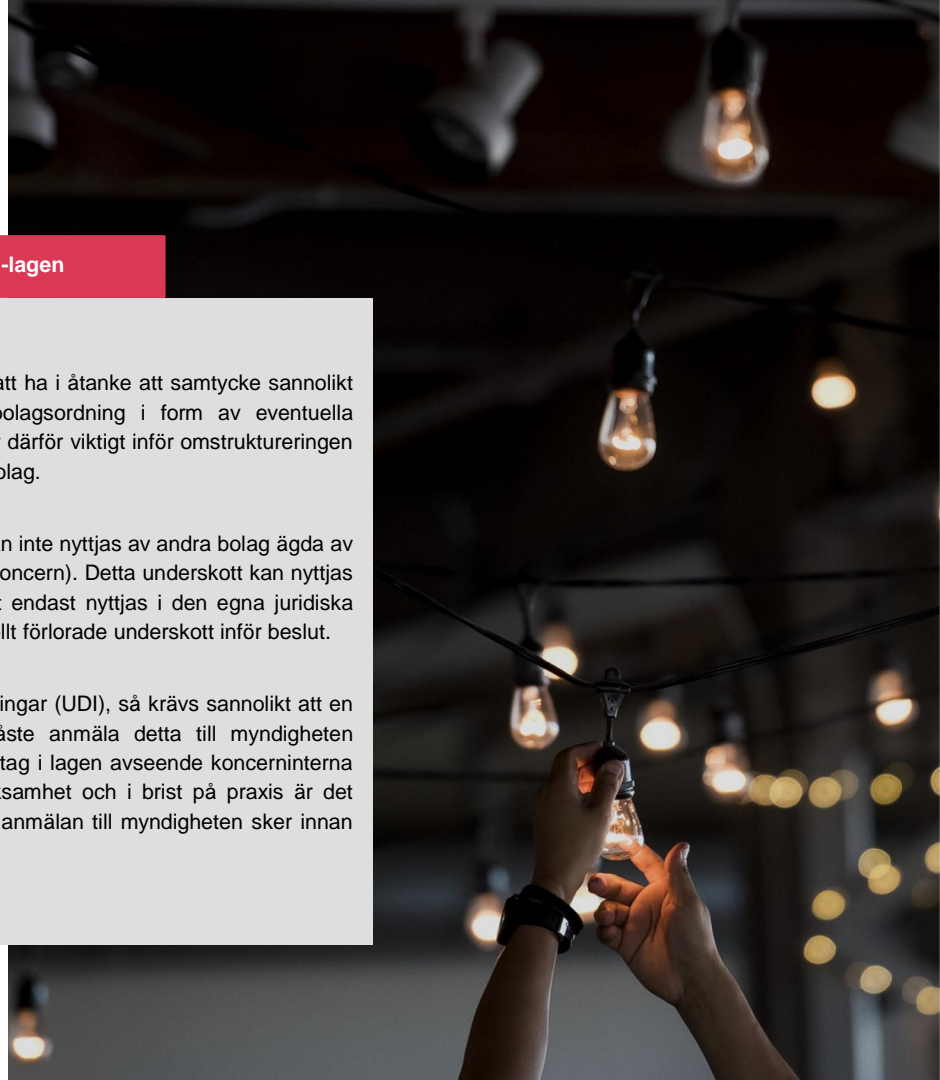 -lagen
att ha i åtanke att samtycke sannolikt
bolagsordning i form av eventuella
därför viktigt inför omstruktureringen
olag.
n inte nyttjas av andra bolag ägda av
oncern). Detta underskott kan nyttjas
t endast nyttjas i den egna juridiska
llt förlorade underskott inför beslut.
ingar (UDI), så krävs sannolikt att en
åste anmäla detta till myndigheten
tag i lagen avseende koncerninterna
ksamhet och i brist på praxis är det
anmälan till myndigheten sker innan